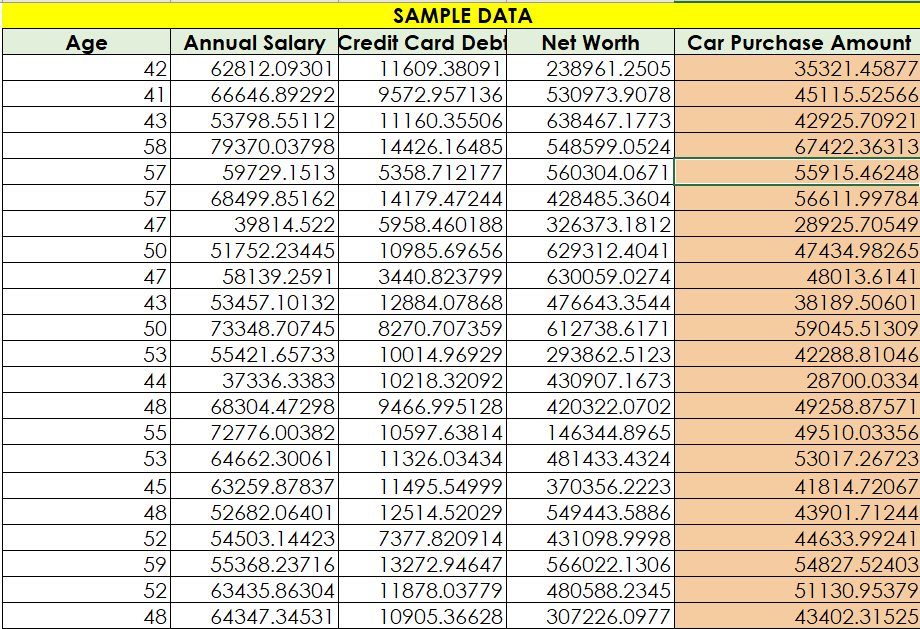 SAMPLE DATA
Age Annual Salary Credit Card Debt Net Worth Car Purchase Amount
42 62812.09301 11609.38091 238961.2505 35321.45877
41 66646.89292 9572.957136 530973.9078 45115.52566
43 53798.55112 11160.35506 638467.1773 42925.70921
58 79370.03798 14426.16485 548599.0524 67422.36313
57 59729.1513 5358.712177 560304.0671 55915.46248
57 68499.85162 14179.47244 428485.3604 56611.99784
47 39814.522 5958.460188 326373.1812 28925.70549
50 51752.23445 10985.69656 629312.4041 47434.98265
47 58139.2591 3440.823799 630059.0274 48013.6141
43 53457.10132 12884.07868 476643.3544 38189.50601
50 73348.70745 8270.707359 612738.6171 59045.51309
53 55421.65733 10014.96929 293862.5123 42288.81046
44 37336.3383 10218.32092 430907.1673 28700.0334
48 68304.47298 9466.995128 420322.0702 49258.87571
55 72776.00382 10597.63814 146344.8965 49510.03356
53 64662.30061 11326.03434 481433.4324 53017.26723
45 63259.87837 11495.54999 370356.2223 41814.72067
48 52682.06401 12514.52029 549443.5886 43901.71244
52 54503.14423 7377.820914 431098.9998 44633.99241
59 55368.23716 13272.94647 566022.1306 54827.52403
52 63435.86304 11878.03779 480588.2345 51130.95379
48 64347.34531 10905.36628 307226.0977 43402.31525